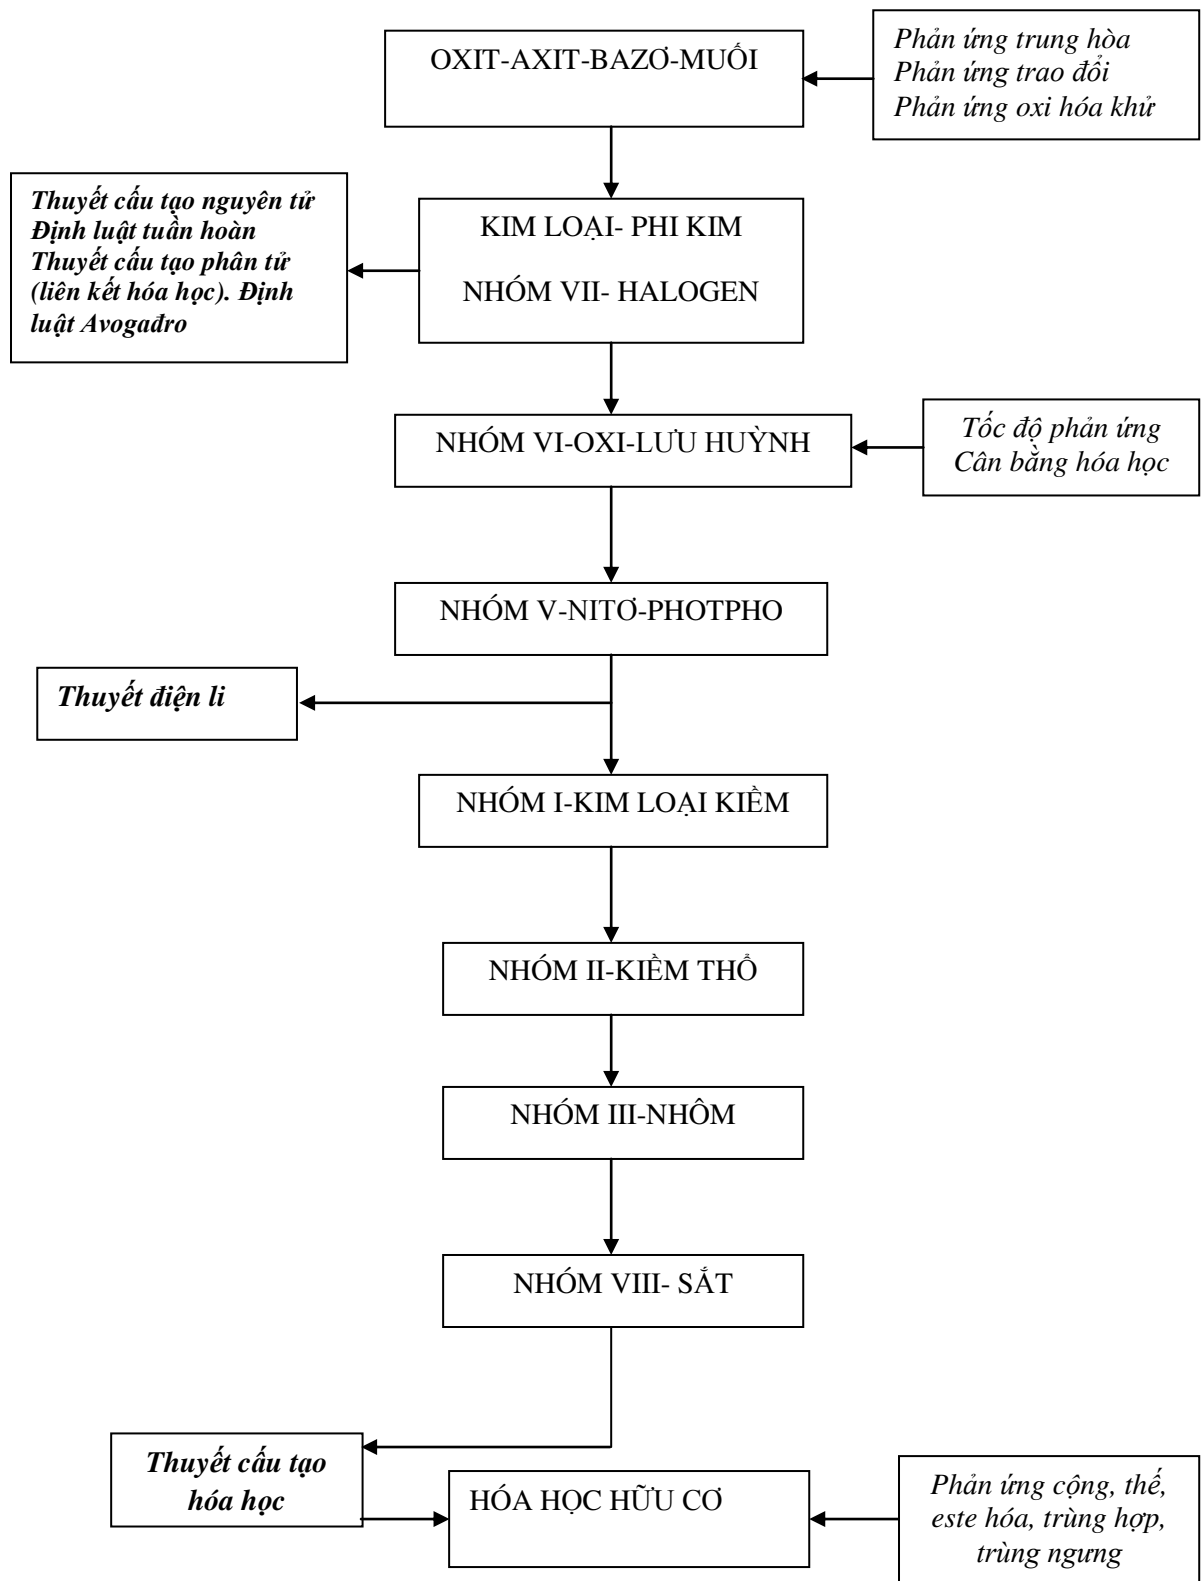 OXIT-AXIT-BAZƠ-MUỐI
Phản ứng trung hòa
Phản ứng trao đổi
Phản ứng oxi hóa khử
Thuyết cấu tạo nguyên tử
Định luật tuần hoàn
Thuyết cấu tạo phân tử
(liên kết hóa học). Định
luật Avogađro
KIM LOẠI- PHI KIM
NHÓM VII- HALOGEN
NHÓM VI-OXI-LƯU HUỲNH
Tốc độ phản ứng
Cân bằng hóa học
NHÓM V-NITƠ-PHOTPHO
Thuyết điện li
NHÓM I-KIM LOẠI KIỀM
NHÓM II-KIỀM THỔ
NHÓM III-NHÔM
NHÓM VIII- SẮT
Thuyết cấu tạo
hóa học
HÓA HỌC HỮU CƠ
Phản ứng cộng, thế,
este hóa, trùng hợp,
trùng ngưng